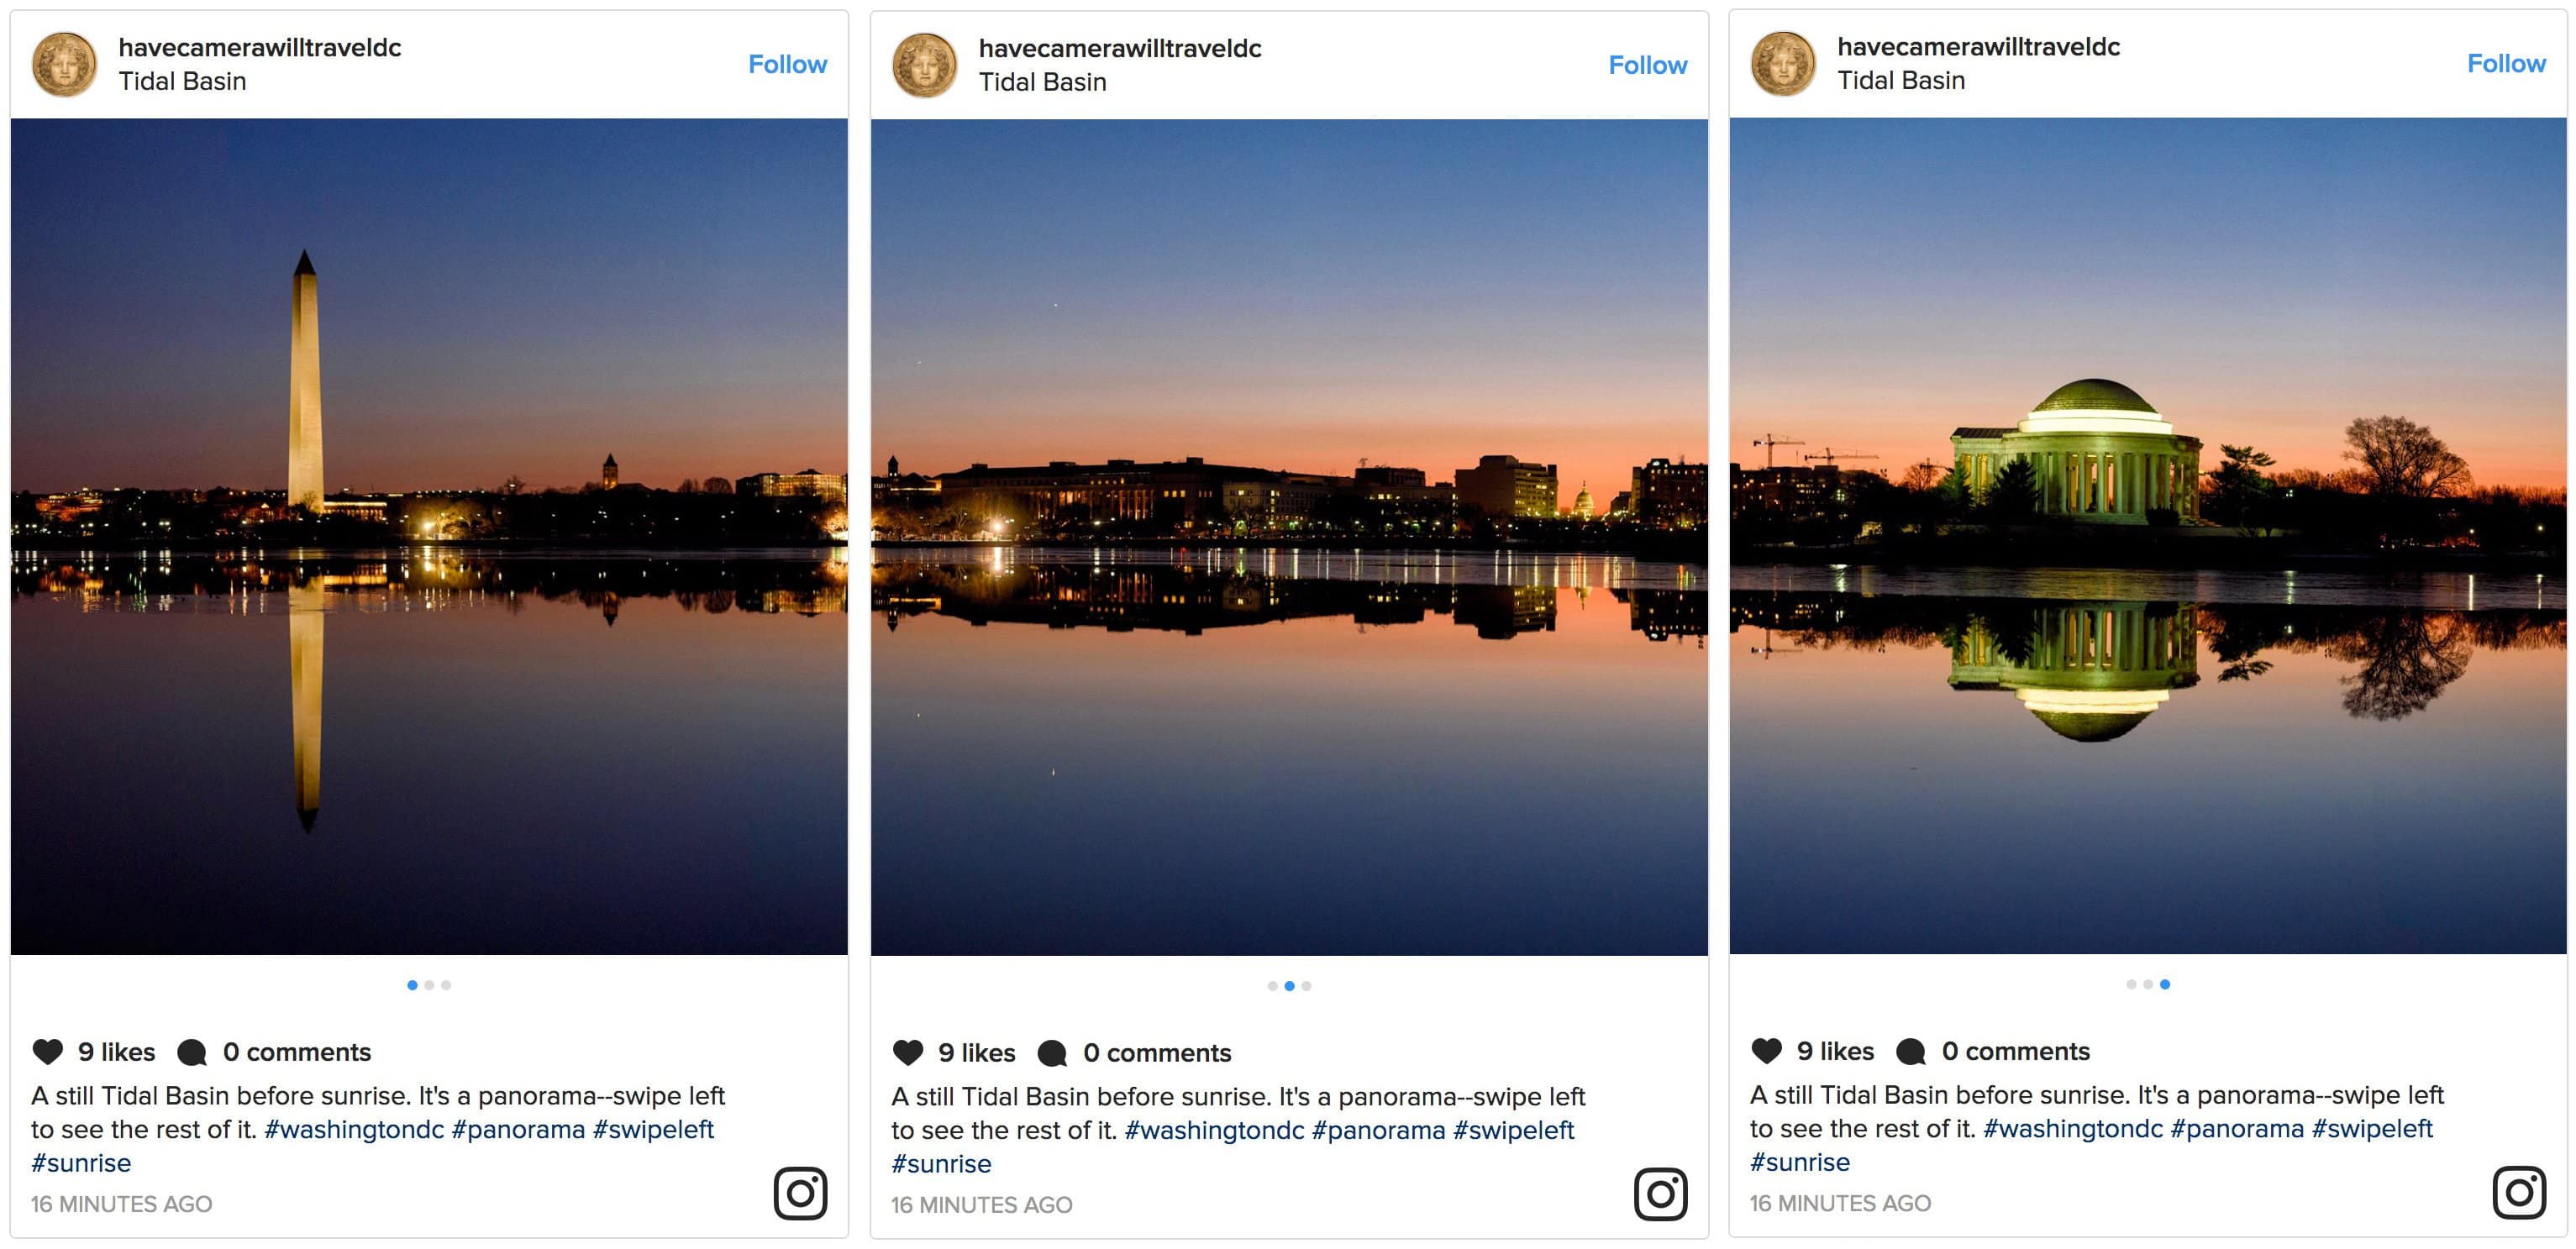 havecamerawilltraveldc
Tidal Basin
Follow
9 likes 0 comments
A still Tidal Basin before sunrise. It's a panorama--swipe left
to see the rest of it. #washingtondc #panorama #swipeleft
#sunrise
16 MINUTES AGO
havecamerawilltraveldc
Tidal Basin
Follow
9 likes 0 comments
A still Tidal Basin before sunrise. It's a panorama--swipe left
to see the rest of it. #washingtondc #panorama #swipeleft
#sunrise
16 MINUTES AGO
havecamerawilltraveldc
Tidal Basin
Follow
9 likes 0 comments
A still Tidal Basin before sunrise. It's a panorama--swipe left
to see the rest of it. #washingtondc #panorama #swipeleft
#sunrise
16 MINUTES AGO